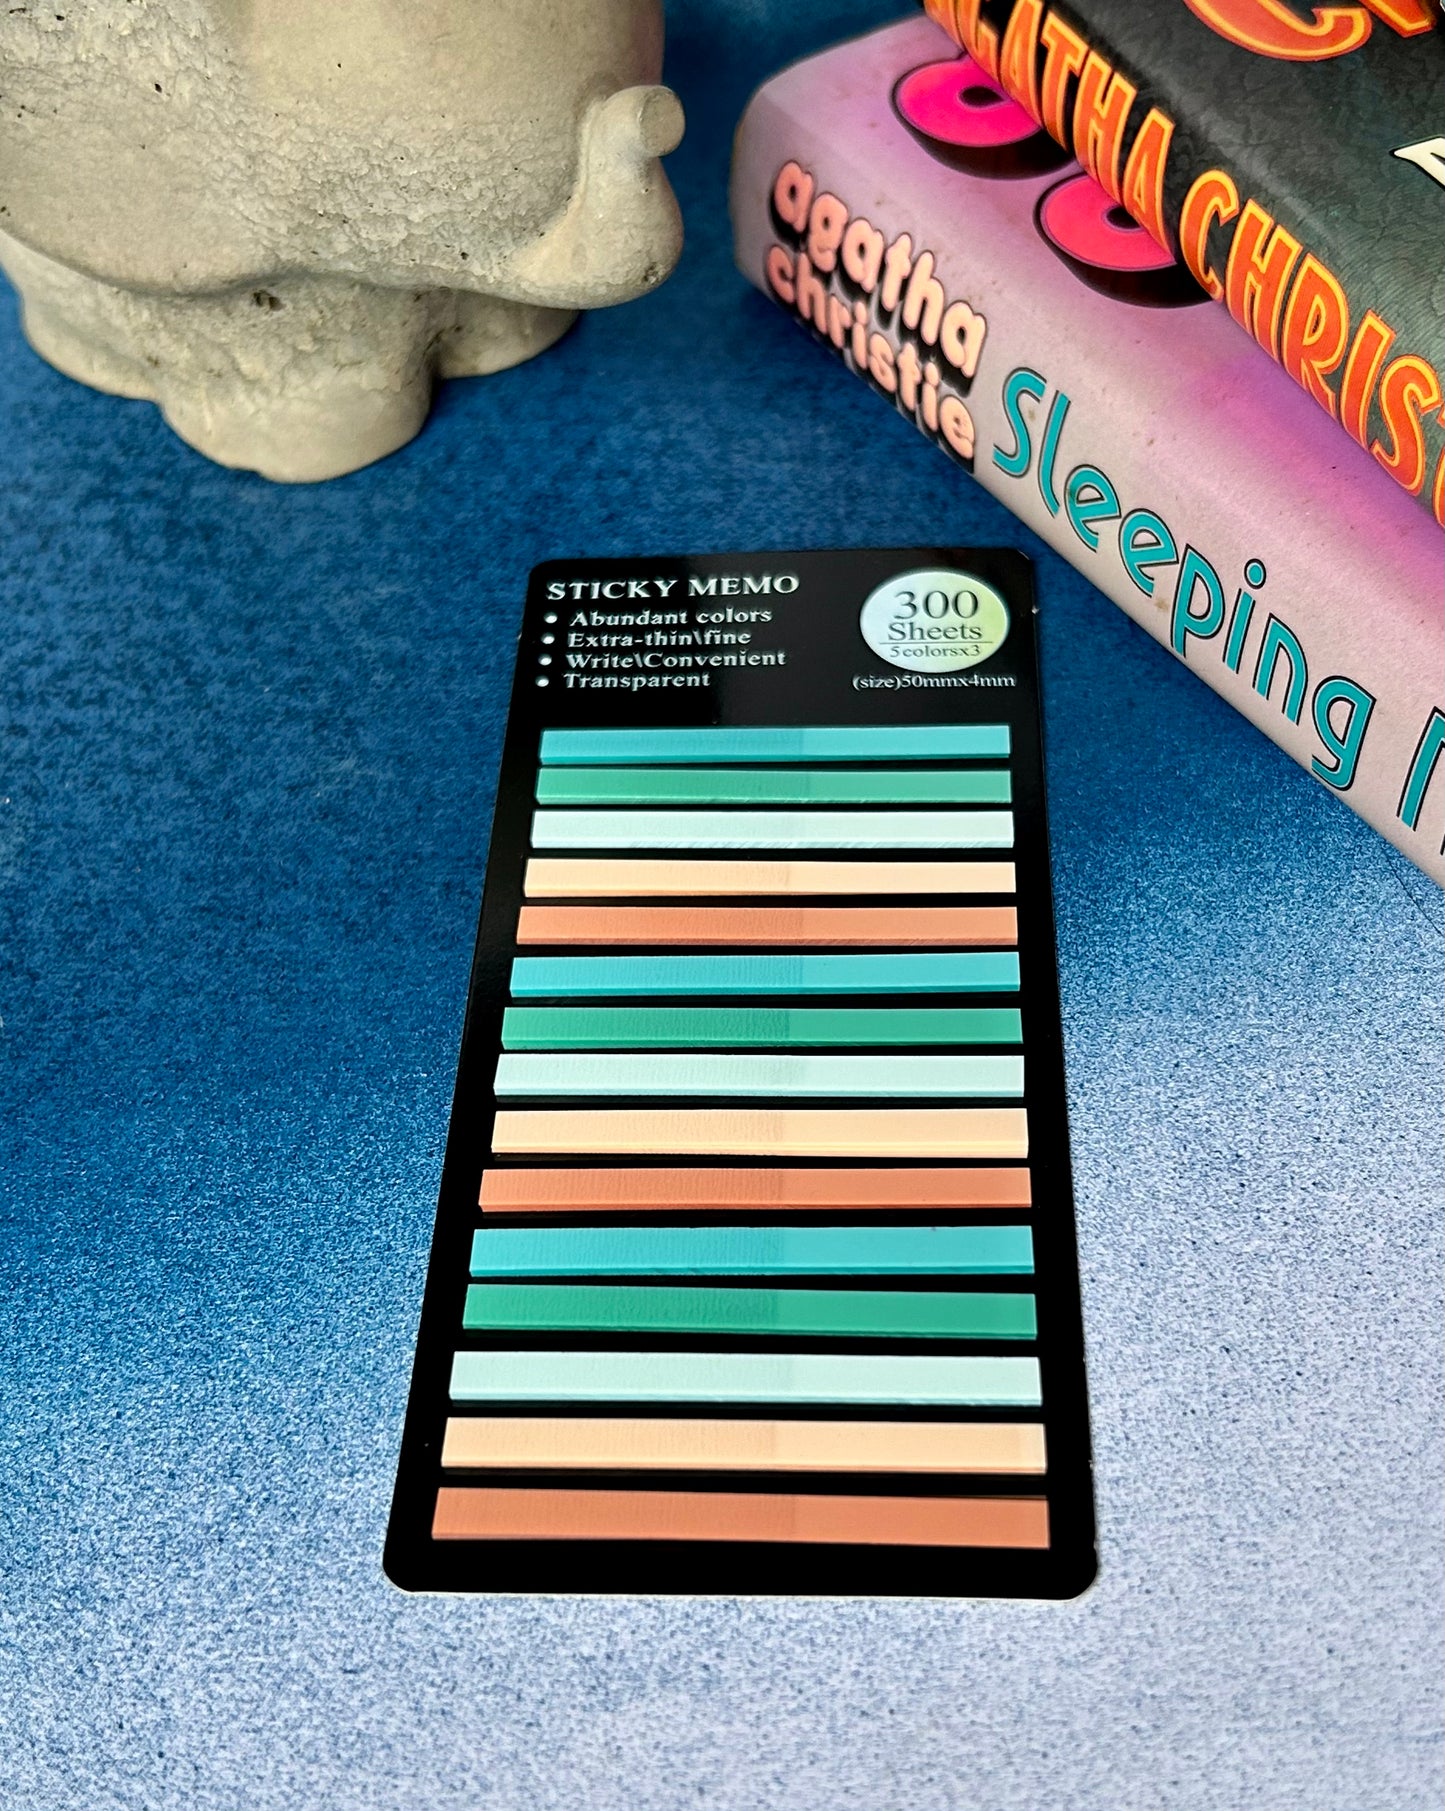 AGATHA CHRIST
agatha
christie
Sleeping
STICKY MEMO
• Abundant colors
• Extra-thin\fine
• Write\Convenient
• Transparent
300
Sheets
5colorsx3
(size)50mmx4mm